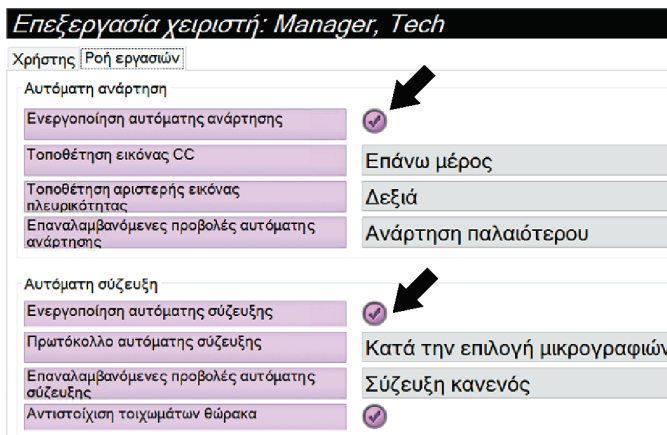 Επεξεργασία χειριστή: Manager, Tech
Χρήστης Ροή εργασιών
Αυτόματη ανάρτηση
Ενεργοποίηση αυτόματης ανάρτησης
Τοποθέτηση εικόνας CC
Επάνω μέρος
Τοποθέτηση αριστερής εικόνας
πλευρικότητας
Δεξιά
Επαναλαμβανόμενες προβολές αυτόματης
ανάρτησης
Ανάρτηση παλαιότερου
Αυτόματη σύζευξη
Ενεργοποίηση αυτόματης σύζευξης
Πρωτόκολλο αυτόματης σύζευξης
Κατά την επιλογή μικρογραφιών
Επαναλαμβανόμενες προβολές αυτόματης
σύζευξης
Σύζευξη κανενός
Αντιστοίχιση τοιχωμάτων θώρακα